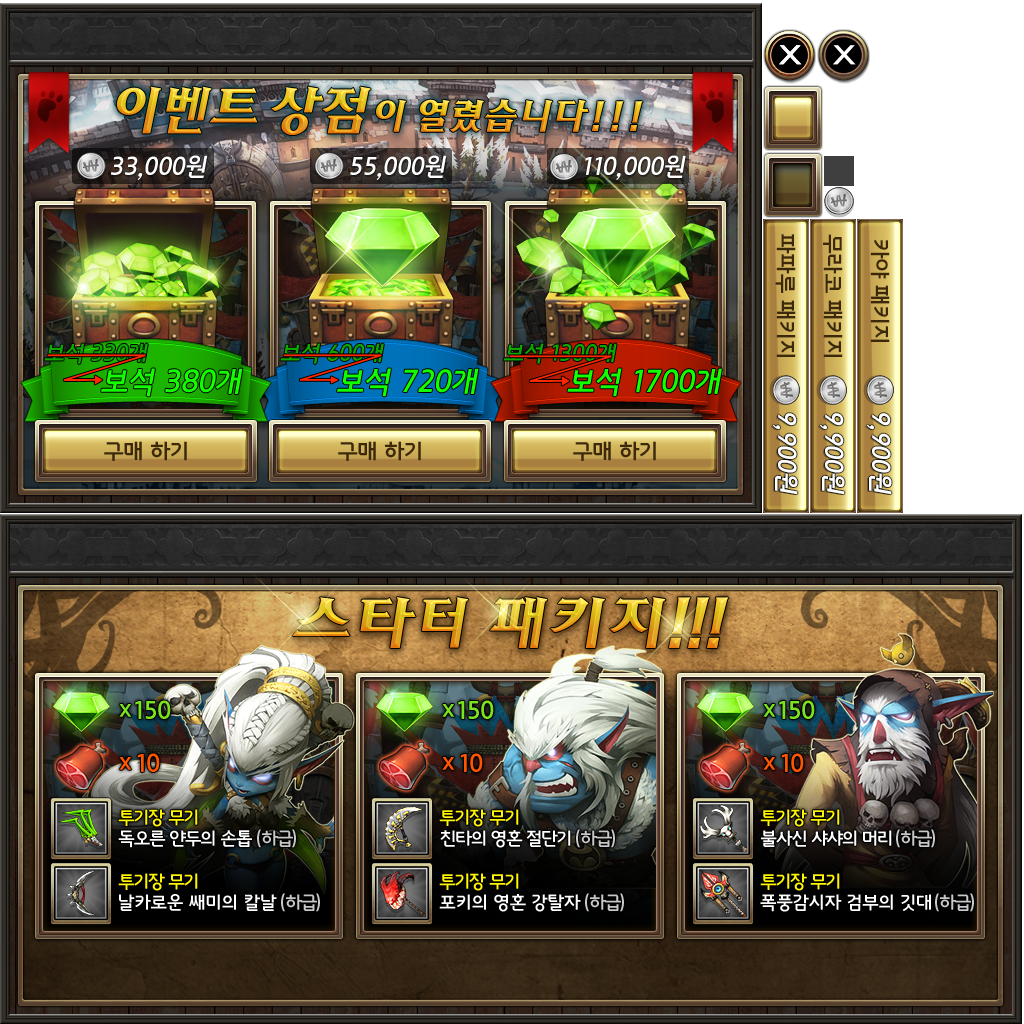 이벤트 상점이 열렸습니다!!!
33,000원
55,000원
110,000원
보석 330개
보석 380개
보석 600개
보석 720개
보석 1300개
보석 1700개
구매 하기
구매 하기
구매 하기
파파루 패키지 9,900원
무라코 패키지 9,900원
카야 패키지 9,900원
스타터 패키지!!!
x150
x 10
투기장 무기
독오른 얀두의 손톱 (하급)
투기장 무기
날카로운 쌔미의 칼날 (하급)
x150
x 10
투기장 무기
친타의 영혼 절단기 (하급)
투기장 무기
포키의 영혼 강탈자 (하급)
x150
x 10
투기장 무기
불사신 샤샤의 머리 (하급)
투기장 무기
폭풍감시자 검부의 깃대 (하급)